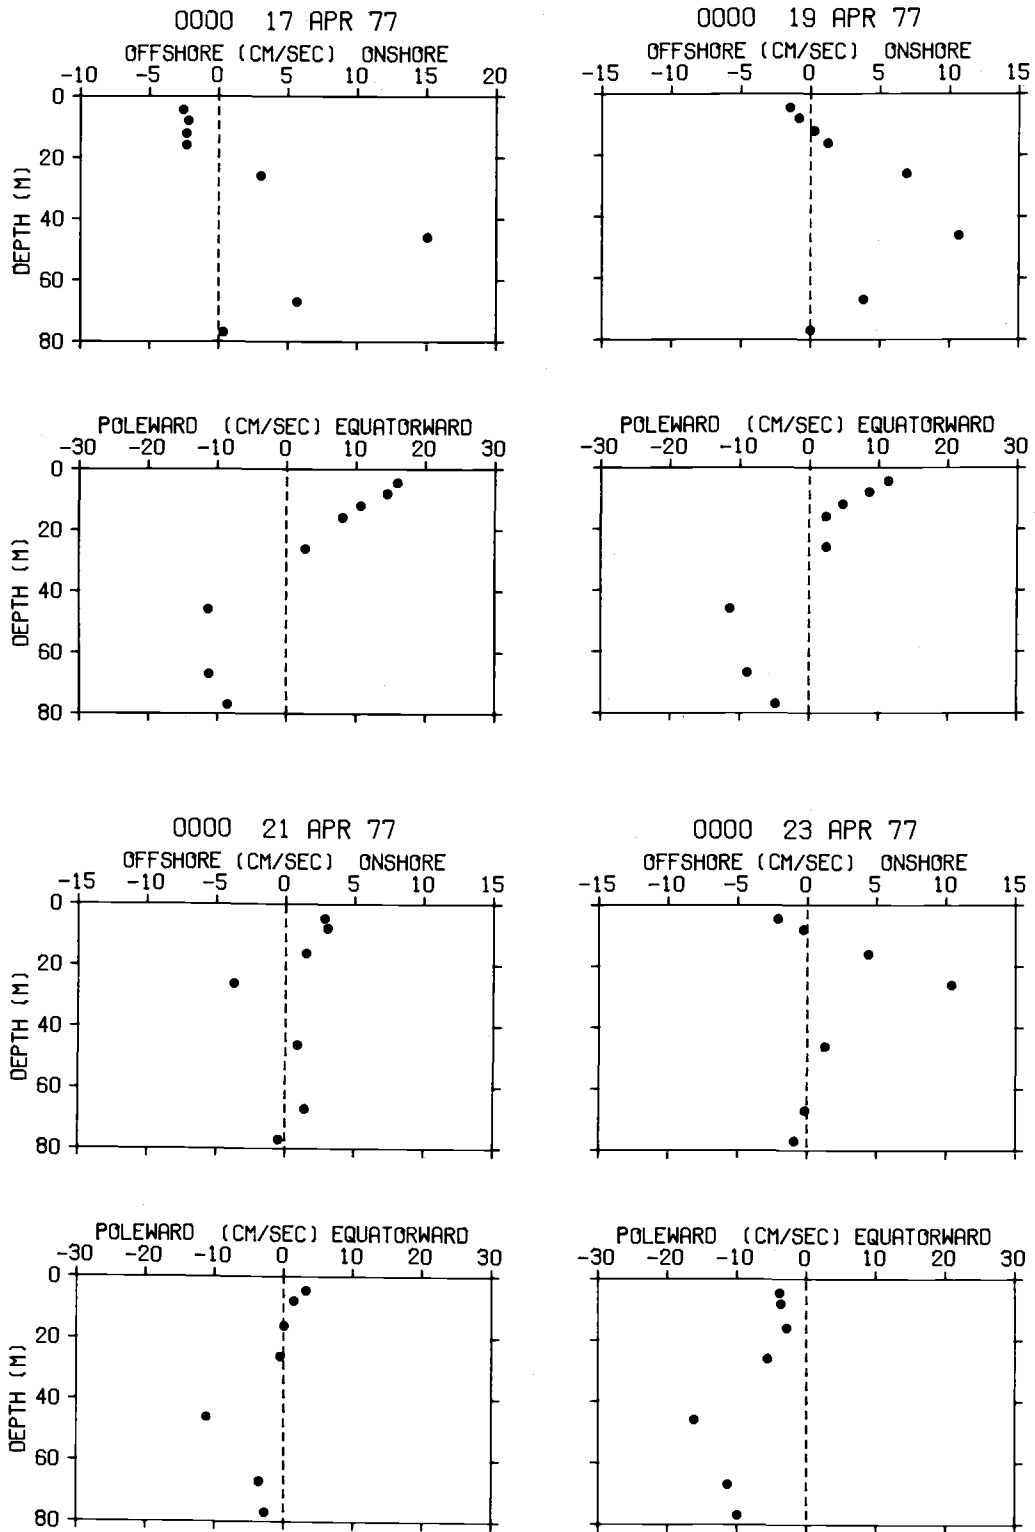 0000 17 APR 77
OFFSHORE (CM/SEC) ONSHORE
-10 -5 0 5 10 15 20
0
20
40
60
80
DEPTH (M)
POLEWARD (CM/SEC) EQUATORWARD
-30 -20 -10 0 10 20 30
0
20
40
60
80
DEPTH (M)
0000 19 APR 77
OFFSHORE (CM/SEC) ONSHORE
-15 -10 -5 0 5 10 15
POLEWARD (CM/SEC) EQUATORWARD
-30 -20 -10 0 10 20 30
0000 21 APR 77
OFFSHORE (CM/SEC) ONSHORE
-15 -10 -5 0 5 10 15
0
20
40
60
80
DEPTH (M)
POLEWARD (CM/SEC) EQUATORWARD
-30 -20 -10 0 10 20 30
0
20
40
60
80
DEPTH (M)
0000 23 APR 77
OFFSHORE (CM/SEC) ONSHORE
-15 -10 -5 0 5 10 15
POLEWARD (CM/SEC) EQUATORWARD
-30 -20 -10 0 10 20 30